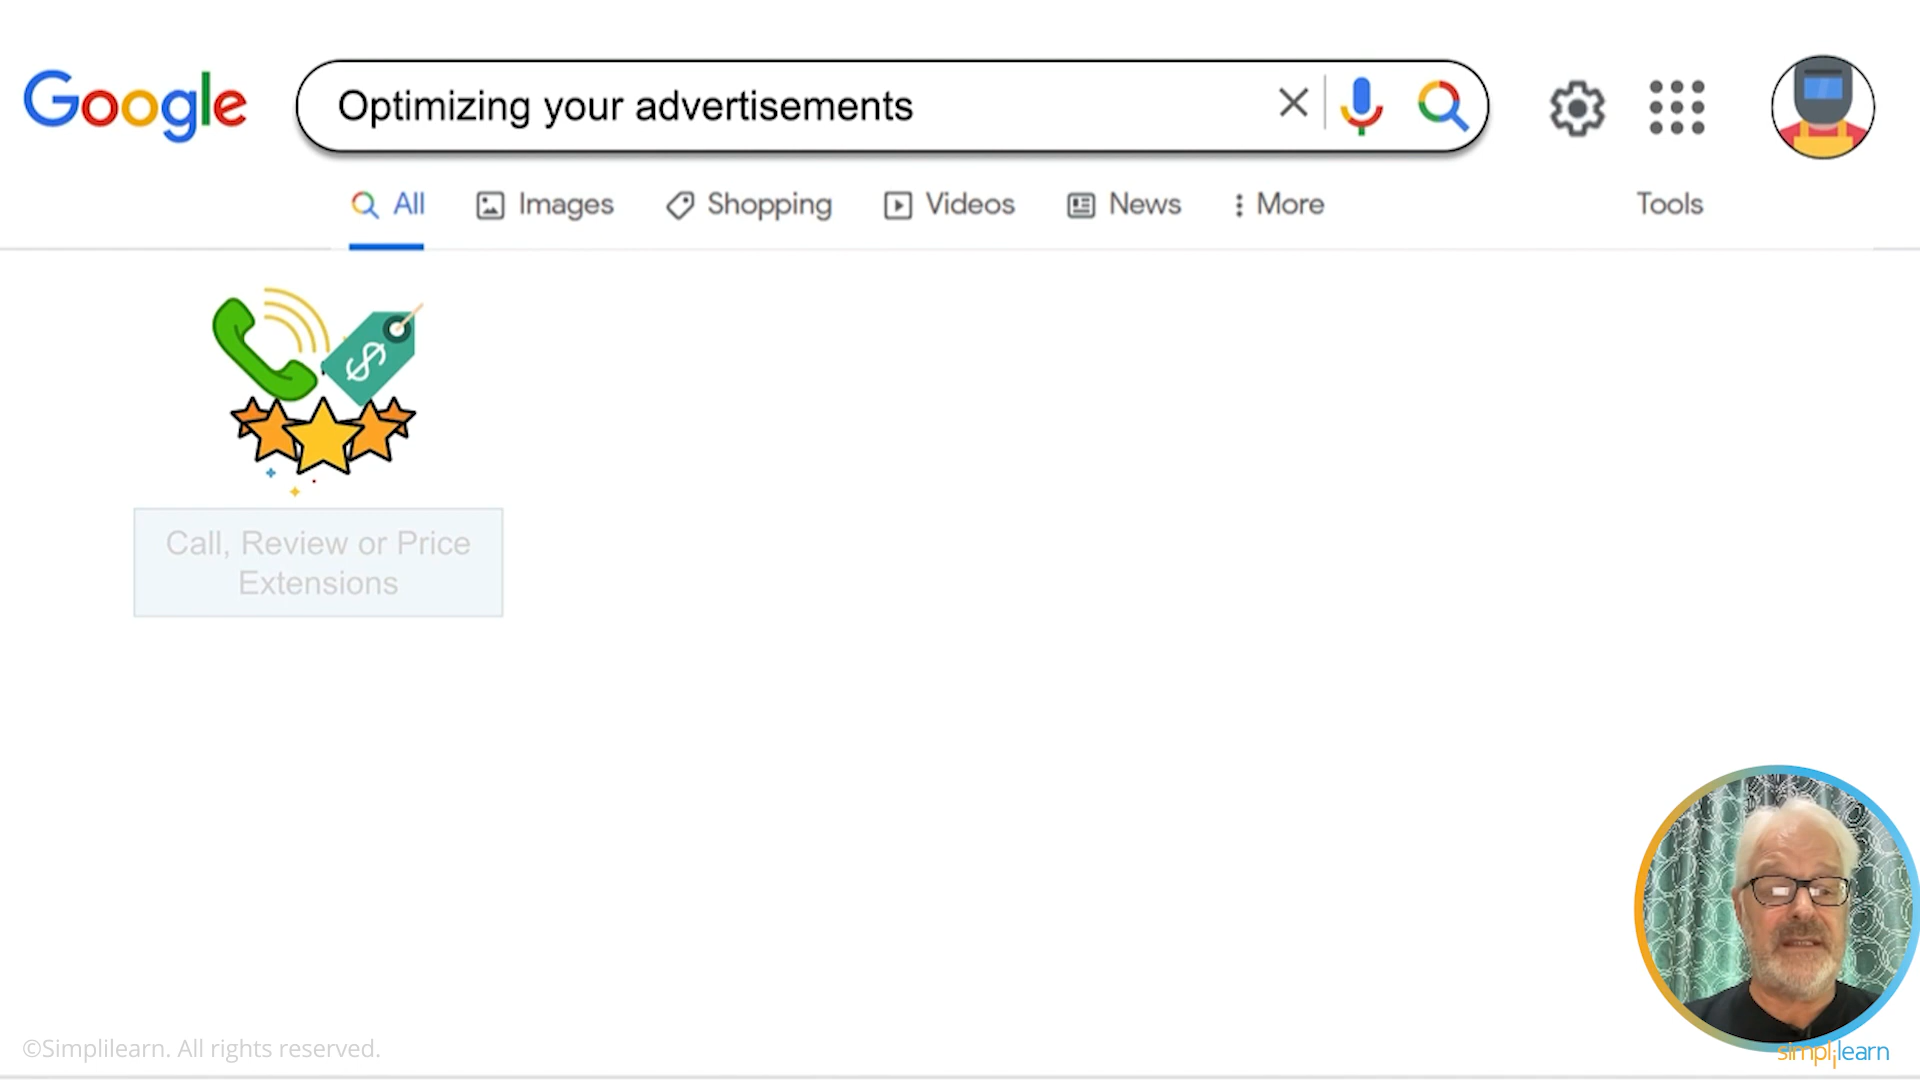 Google
Optimizing your advertisements
All Images Shopping Videos News More Tools
$
Call, Review or Price
Extensions
©Simplilearn. All rights reserved.
simplilearn